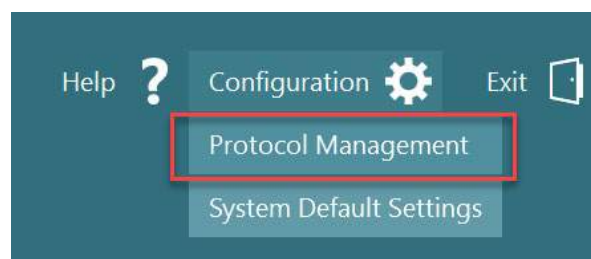 Help ? Configuration Exit
Protocol Management
System Default Settings